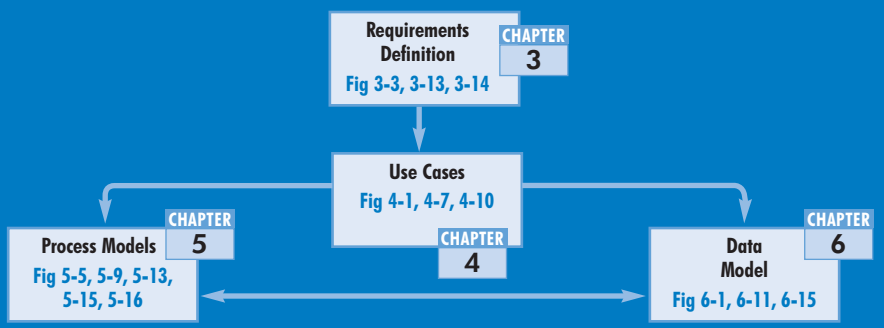 Requirements
Definition
Fig 3-3, 3-13, 3-14
CHAPTER
3
Use Cases
Fig 4-1, 4-7, 4-10
CHAPTER
4
Process Models
Fig 5-5, 5-9, 5-13,
5-15, 5-16
CHAPTER
5
Data
Model
Fig 6-1, 6-11, 6-15
CHAPTER
6